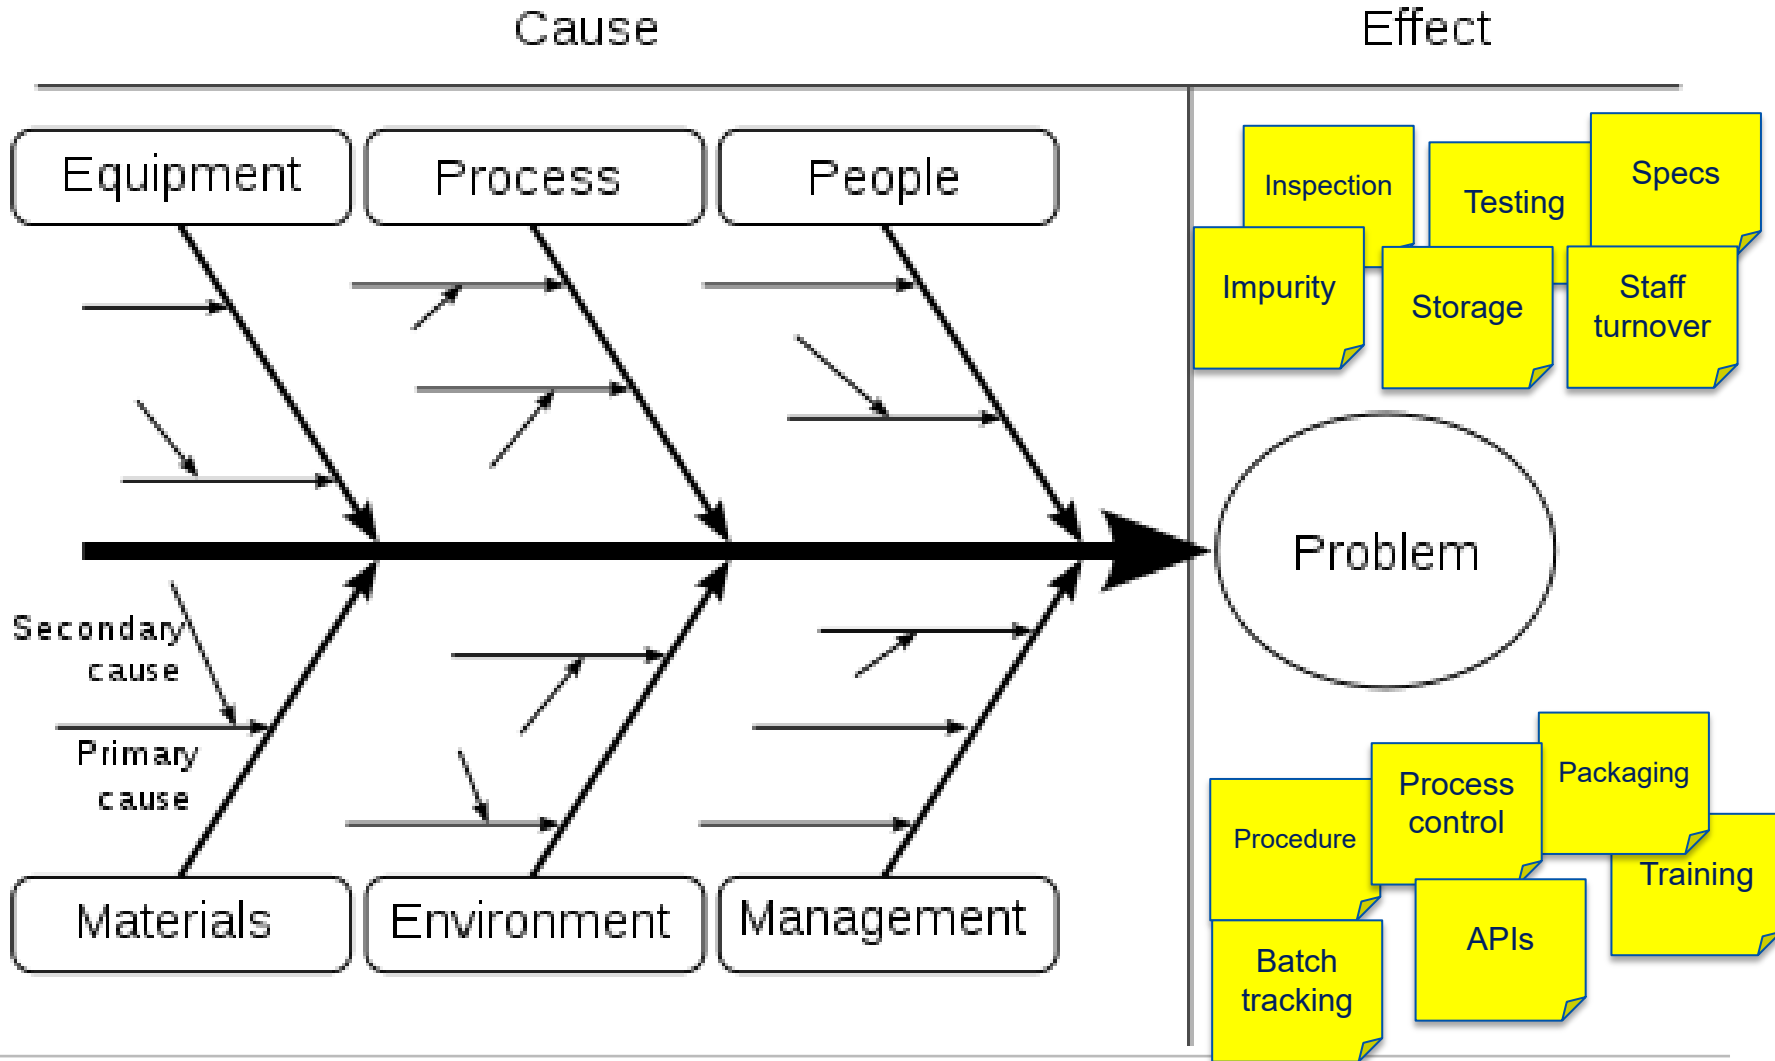 Cause
Effect
Equipment
Process
People
Inspection
Testing
Specs
Impurity
Storage
Staff
turnover
Problem
Secondary
cause
Primary
cause
Materials
Environment
Management
Procedure
Process
control
Packaging
Training
Batch
tracking
APIs